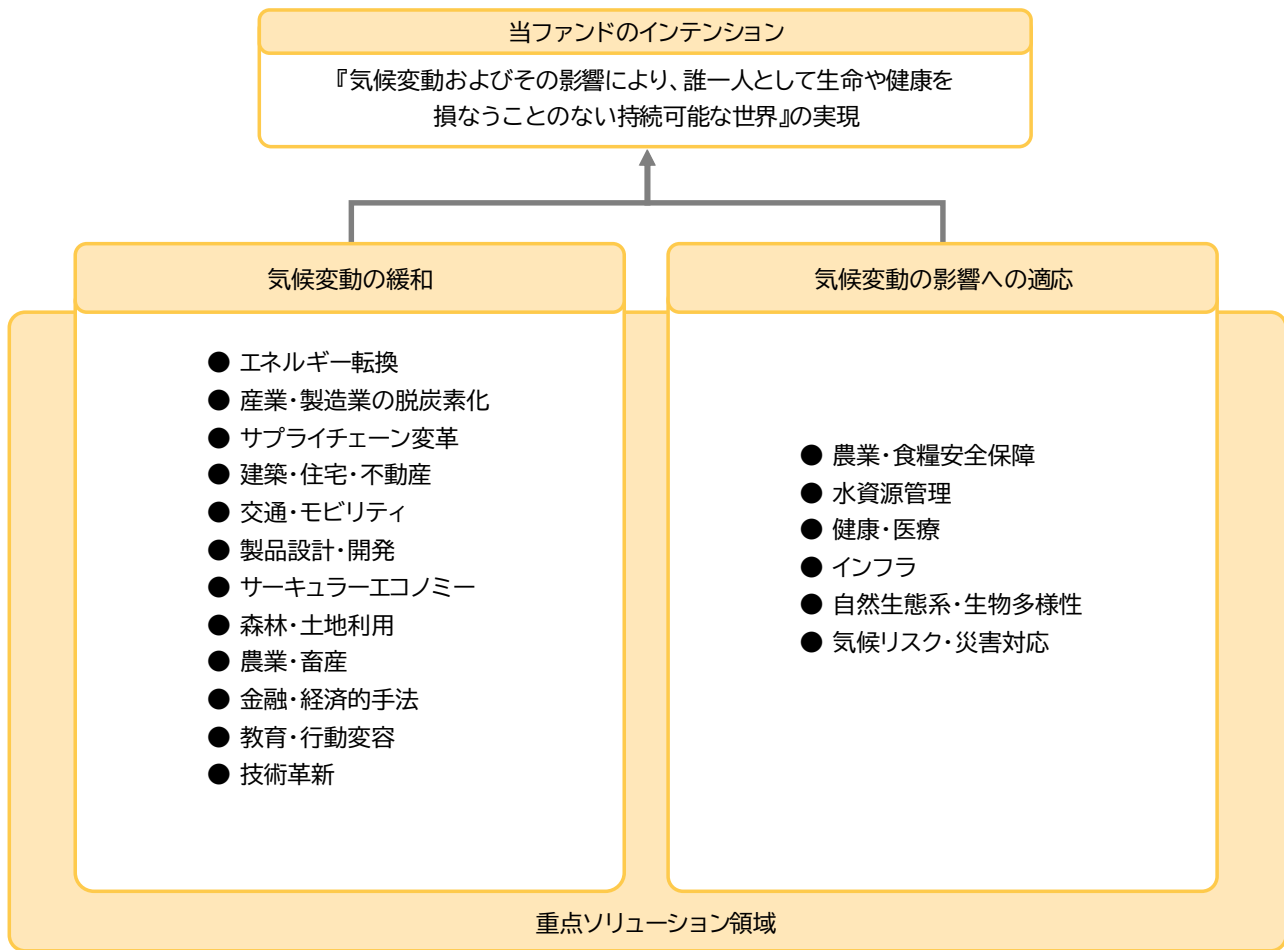 当ファンドのインテンション
『気候変動およびその影響により、誰一人として生命や健康を
損なうことのない持続可能な世界』の実現
気候変動の緩和
● エネルギー転換
● 産業・製造業の脱炭素化
● サプライチェーン変革
● 建築・住宅・不動産
● 交通・モビリティ
● 製品設計・開発
● サーキュラーエコノミー
● 森林・土地利用
● 農業・畜産
● 金融・経済的手法
● 教育・行動変容
● 技術革新
気候変動の影響への適応
● 農業・食糧安全保障
● 水資源管理
● 健康・医療
● インフラ
● 自然生態系・生物多様性
● 気候リスク・災害対応
重点ソリューション領域